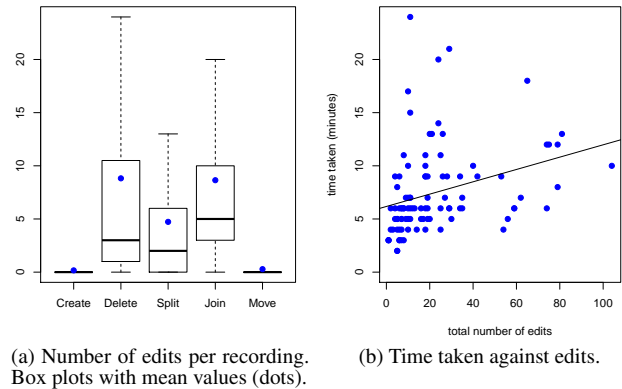 0 5 10 15 20
Create Delete Split Join Move
0 5 10 15 20
time taken (minutes)
0 20 40 60 80 100
total number of edits
(a) Number of edits per recording.
Box plots with mean values (dots).
(b) Time taken against edits.